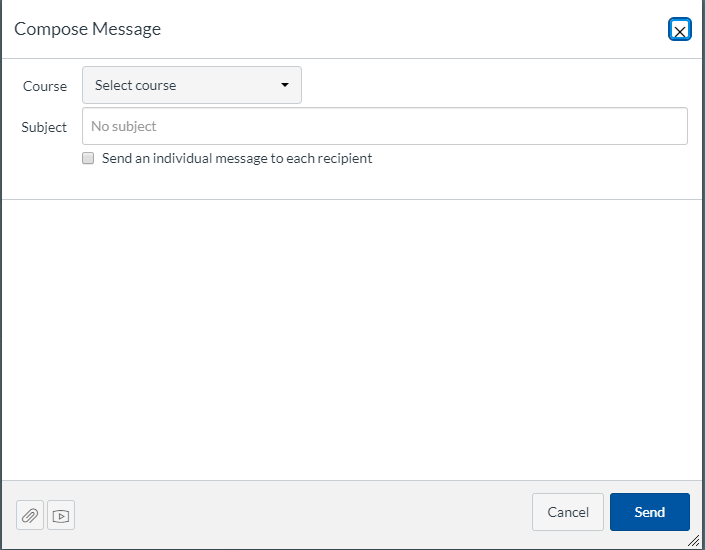 Compose Message
Course Select course
Subject No subject
Send an individual message to each recipient
Cancel Send